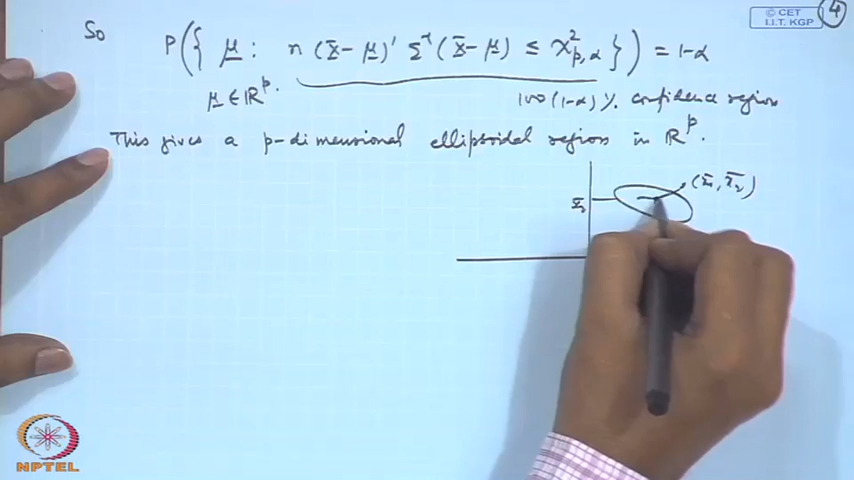 © CET
I.I.T. KGP
4
So P({ μ : n (x̄ - μ)' Σ⁻¹ (x̄ - μ) ≤ χ²p,α }) = 1-α
μ ∈ ℝᵖ. 100 (1-α) % confidence region
This gives a p-dimensional ellipsoidal region in ℝᵖ.
(x̄₁, x̄₂)
x̄₂
NPTEL